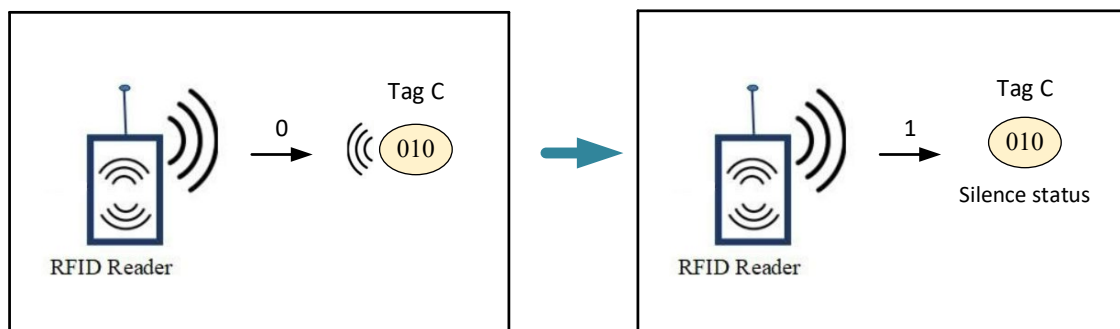 Tag C
0
010
RFID Reader
Tag C
1
010
Silence status
RFID Reader